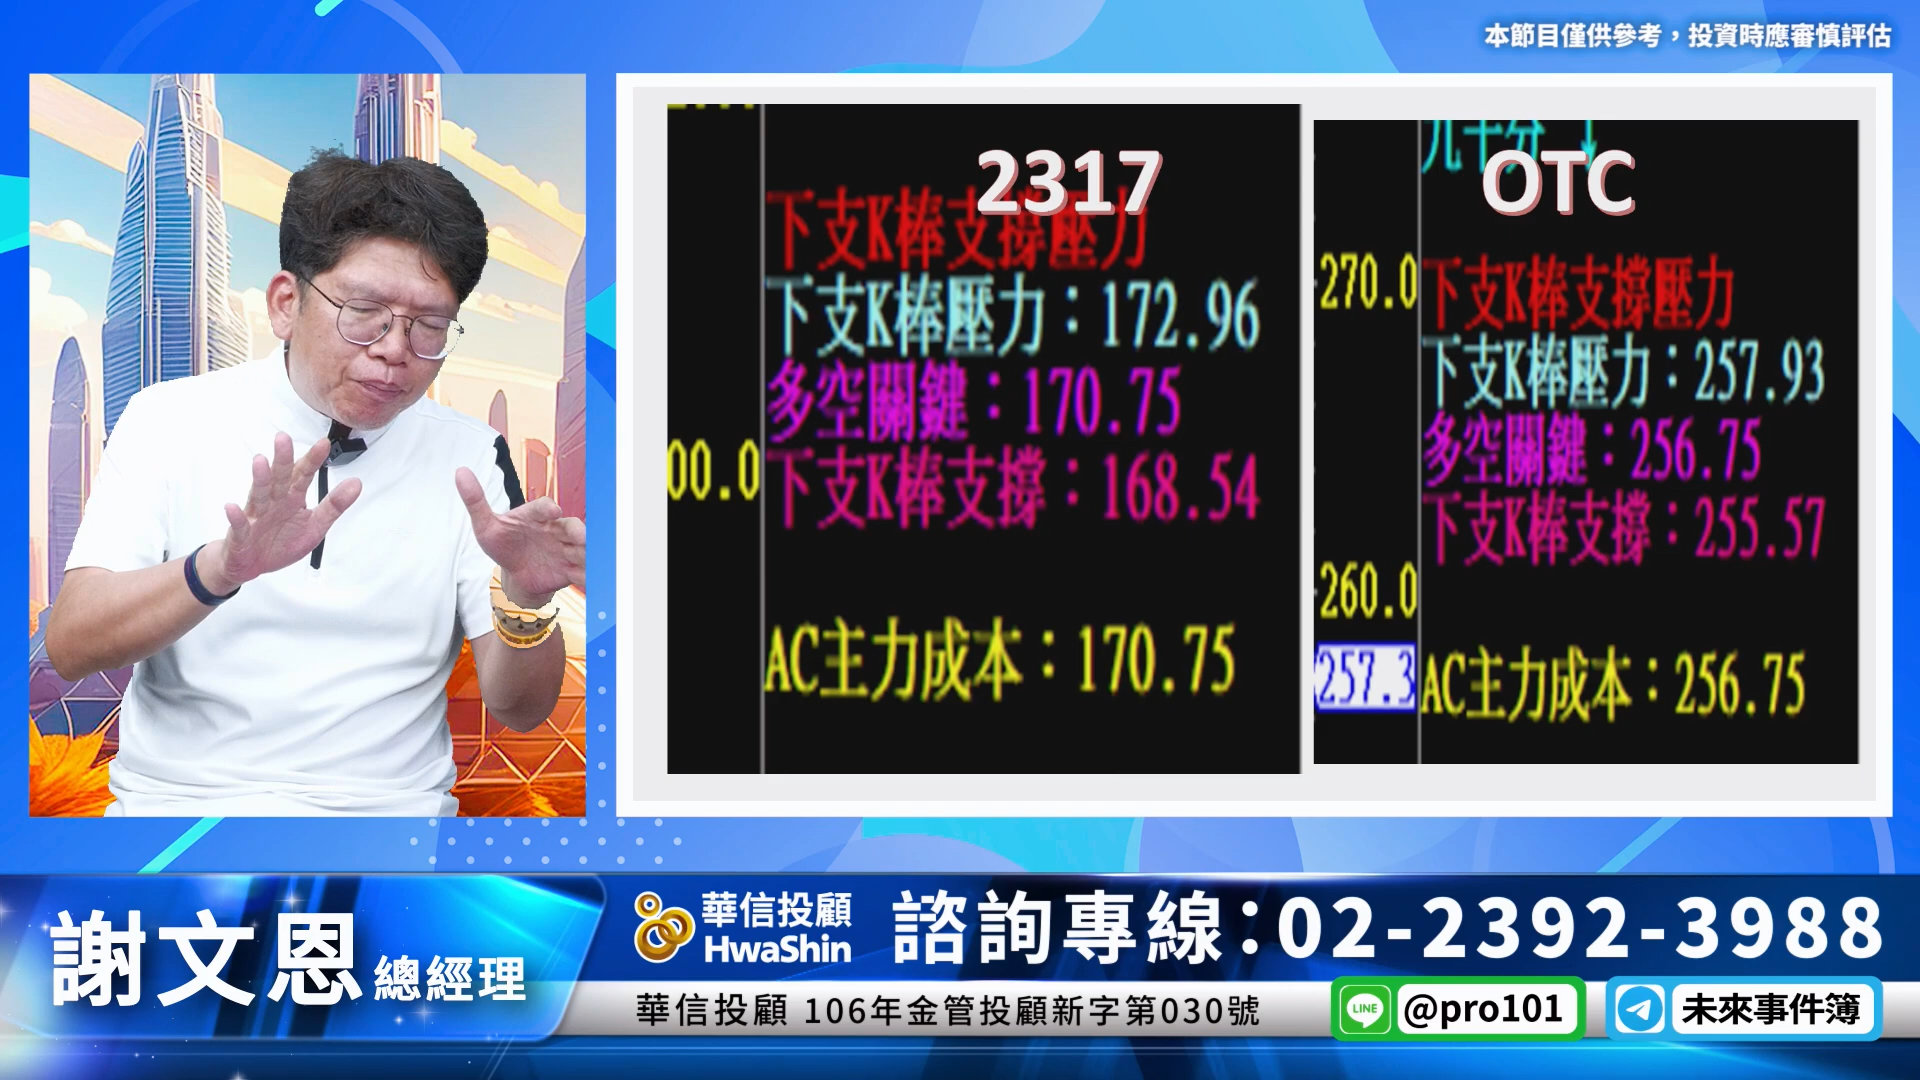 本節目僅供參考，投資時應審慎評估
2317
下支K棒支撐壓力
下支K棒壓力：172.96
多空關鍵：170.75
00.0
下支K棒支撐：168.54
AC主力成本：170.75
九十分 ↓
OTC
270.0
下支K棒支撐壓力
下支K棒壓力：257.93
多空關鍵：256.75
下支K棒支撐：255.57
260.0
257.3
AC主力成本：256.75
謝文恩 總經理
華信投顧
HwaShin
諮詢專線：02-2392-3988
華信投顧 106年金管投顧新字第030號
LINE
@pro101
未來事件簿